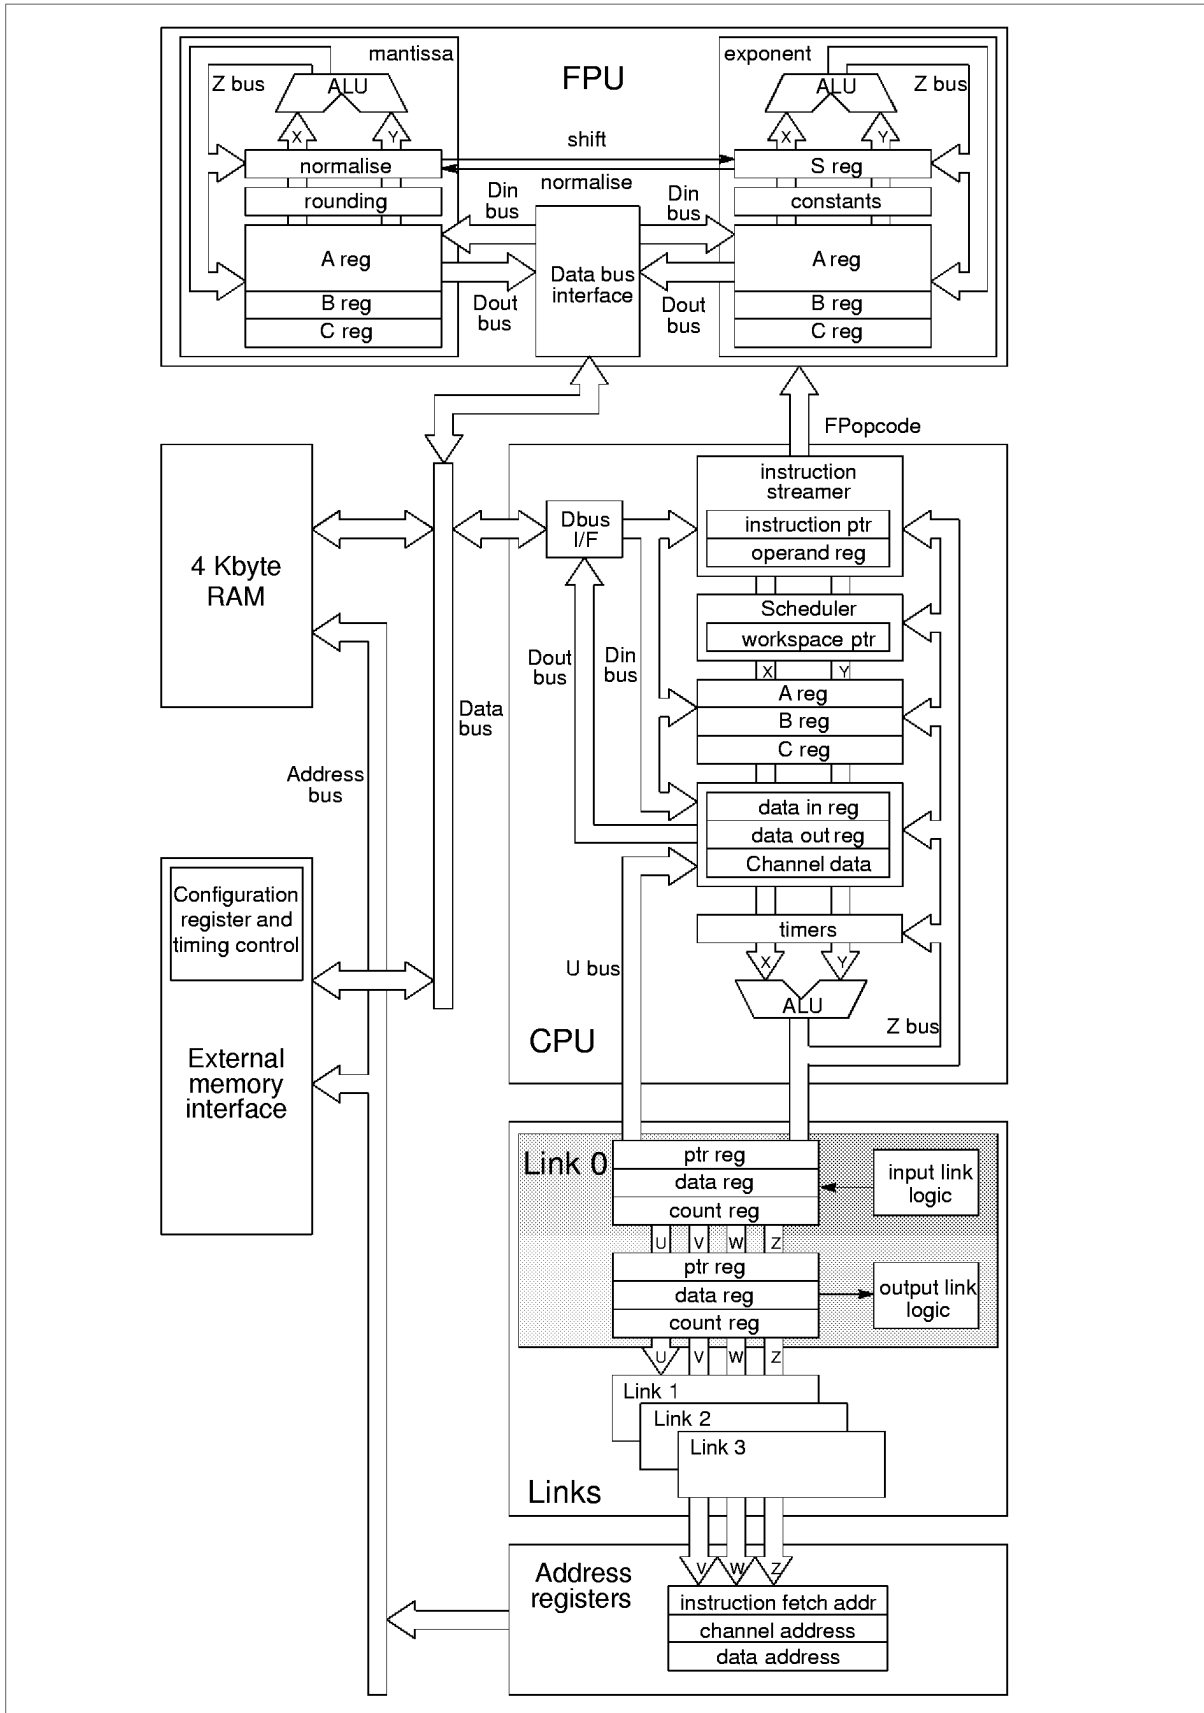 mantissa
FPU
exponent
Z bus
ALU
ALU
Z bus
X
Y
X
Y
shift
normalise
S reg
normalise
rounding
Din
bus
Din
bus
constants
A reg
Data bus
interface
A reg
Dout
bus
Dout
bus
B reg
C reg
B reg
C reg
FPopcode
4 Kbyte
RAM
Dbus
I/F
instruction
streamer
instruction ptr
operand reg
Scheduler
workspace ptr
Dout
bus
Din
bus
X
Y
A reg
B reg
C reg
Data
bus
Address
bus
data in reg
data out reg
Channel data
Configuration
register and
timing control
timers
U bus
X
Y
ALU
Z bus
CPU
External
memory
interface
Link 0
ptr reg
data reg
count reg
input link
logic
U
V
W
Z
ptr reg
data reg
count reg
output link
logic
U
V
W
Z
Link 1
Link 2
Link 3
Links
Address
registers
V
W
Z
instruction fetch addr
channel address
data address